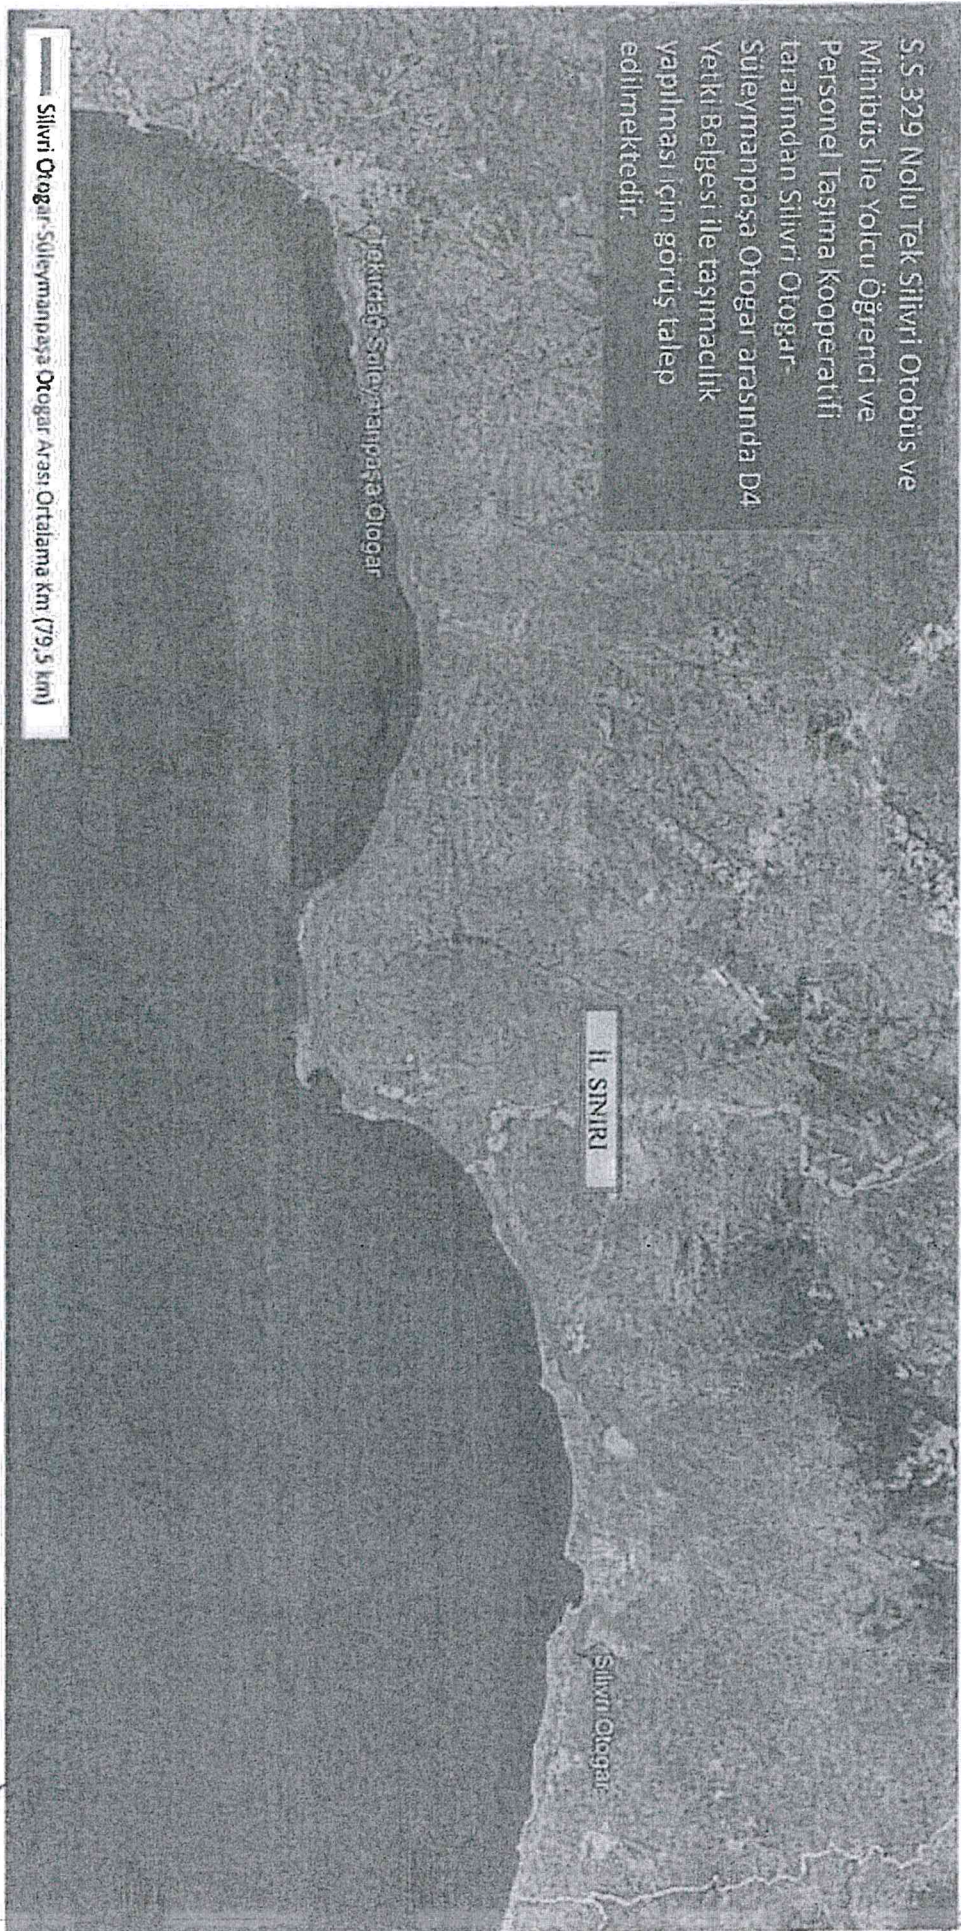 S.S 329 Nolu Tek Silivri Otobüs ve
Minibüs İle Yolcu Öğrenci ve
Personel Taşıma Kooperatifi
tarafından Silivri Otogar-
Süleymanpaşa Otogar arasında D4
Yetki Belgesi ile taşımacılık
yapılması için görüş talep
edilmektedir.
Tekirdağ Süleymanpaşa Otogar
İL SINIRI
Silivri Otogar
Silivri Otogar-Süleymanpaşa Otogar Arası Ortalama Km (79,5 km)